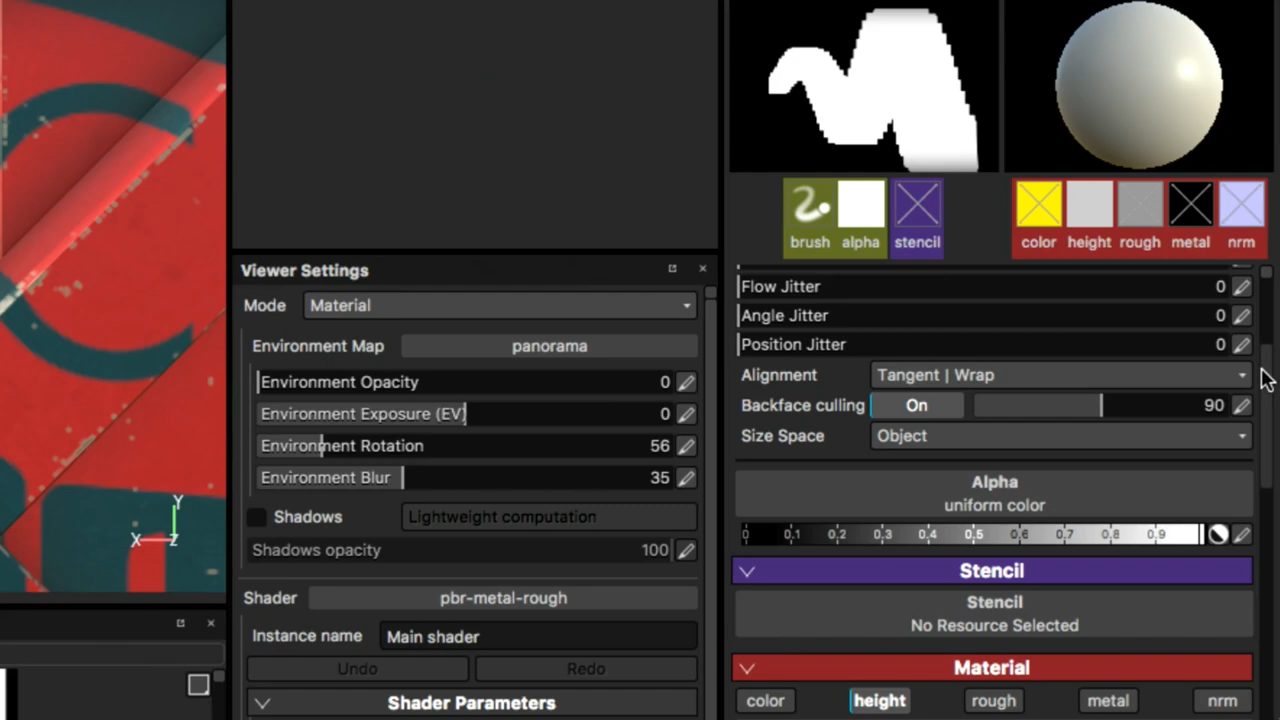 brush alpha stencil
color height rough metal nrm
Viewer Settings
Mode Material
Environment Map panorama
Environment Opacity 0
Environment Exposure (EV) 0
Environment Rotation 56
Environment Blur 35
Shadows Lightweight computation
Shadows opacity 100
Shader pbr-metal-rough
Instance name Main shader
Undo Redo
Shader Parameters
Flow Jitter 0
Angle Jitter 0
Position Jitter 0
Alignment Tangent | Wrap
Backface culling On 90
Size Space Object
Alpha
uniform color
0 0.1 0.2 0.3 0.4 0.5 0.6 0.7 0.8 0.9
Stencil
Stencil
No Resource Selected
Material
color height rough metal nrm
Y
X Z